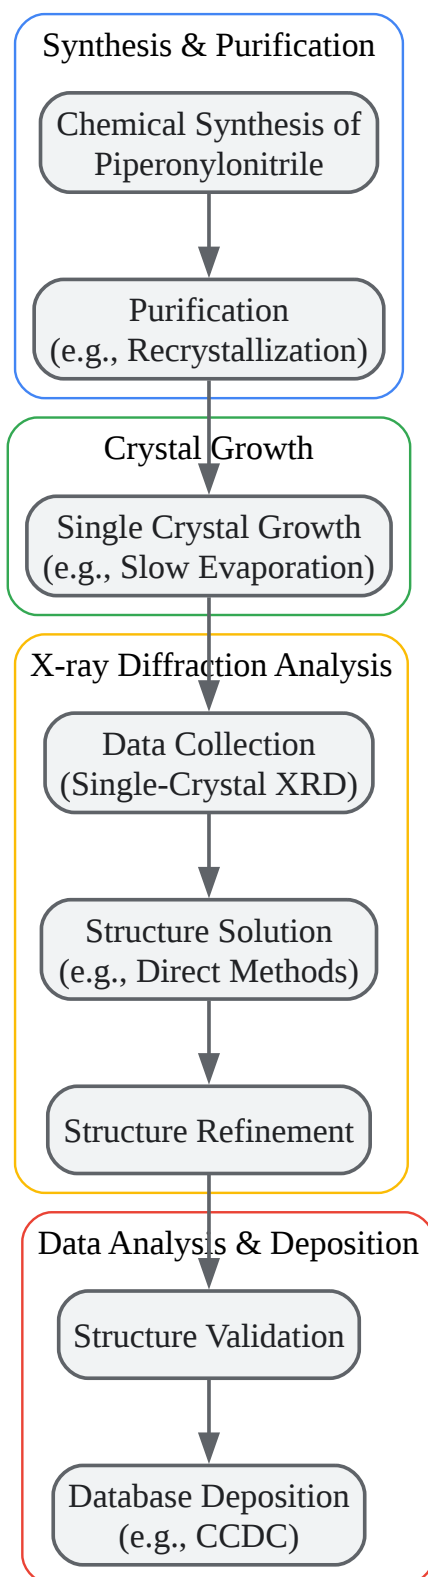 Synthesis & Purification
Chemical Synthesis of
Piperonylonitrile
Purification
(e.g., Recrystallization)
Crystal Growth
Single Crystal Growth
(e.g., Slow Evaporation)
X-ray Diffraction Analysis
Data Collection
(Single-Crystal XRD)
Structure Solution
(e.g., Direct Methods)
Structure Refinement
Data Analysis & Deposition
Structure Validation
Database Deposition
(e.g., CCDC)